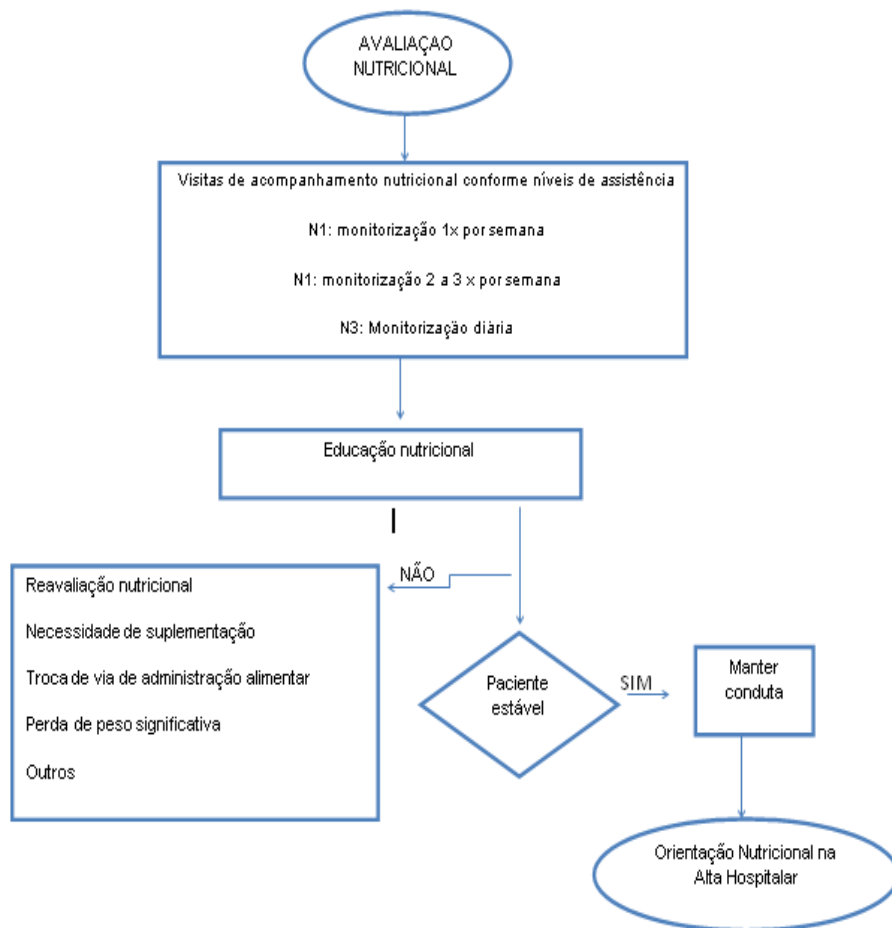 AVALIAÇAO
NUTRICIONAL
Visitas de acompanhamento nutricional conforme níveis de assistência
N1: monitorização 1x por semana
N1: monitorização 2 a 3 x por semana
N3: Monitorização diária
Educação nutricional
NÃO
Reavaliação nutricional
Necessidade de suplementação
Troca de via de administração alimentar
Perda de peso significativa
Outros
Paciente
estável
SIM
Manter
conduta
Orientação Nutricional na
Alta Hospitalar